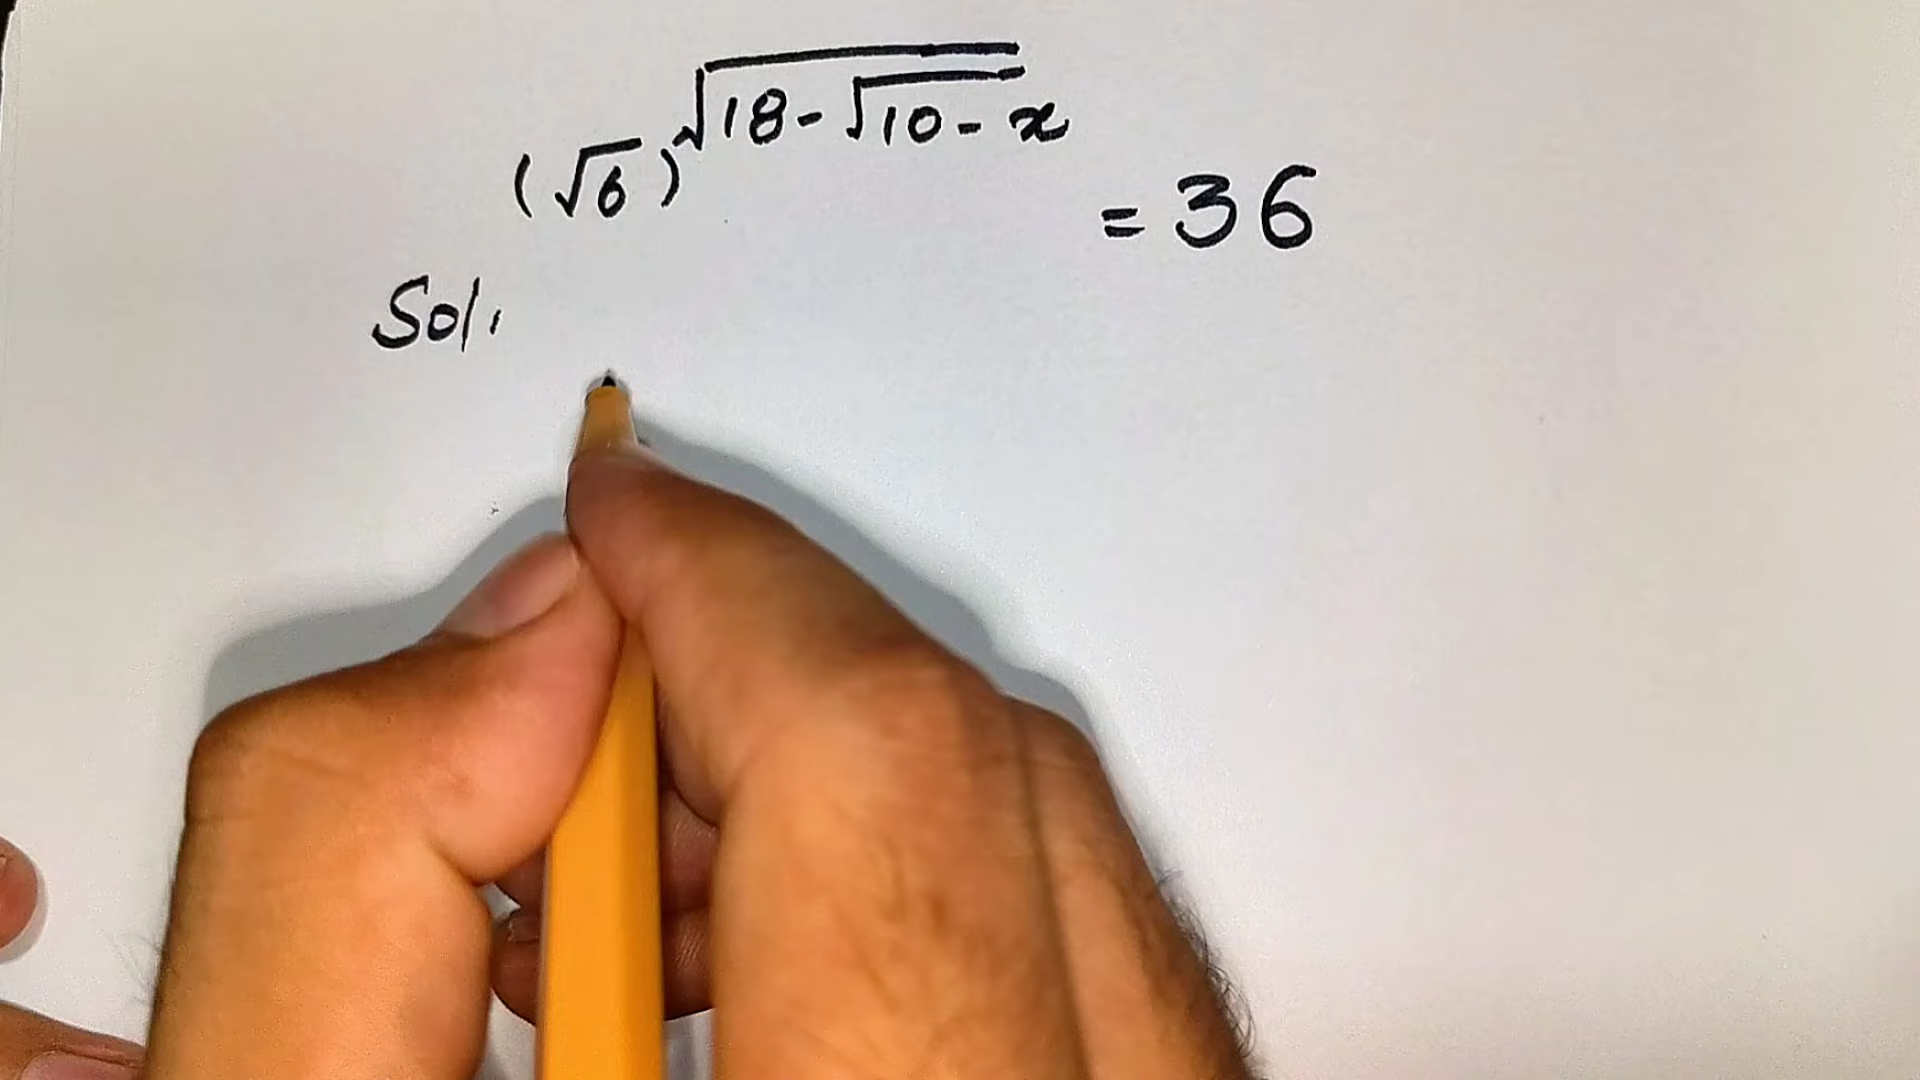 (√6)^√(18-√(10-x)) = 36
Sol,